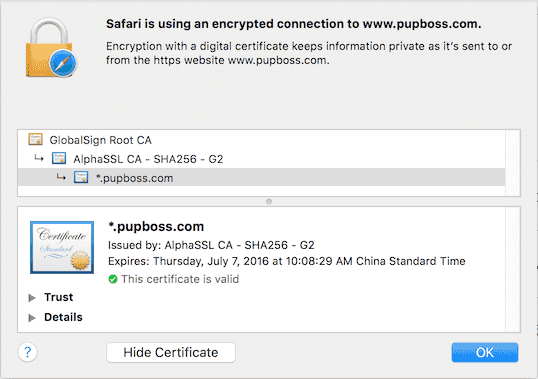 Safari is using an encrypted connection to www.pupboss.com.
Encryption with a digital certificate keeps information private as it's sent to or
from the https website www.pupboss.com.
GlobalSign Root CA
AlphaSSL CA - SHA256 - G2
*.pupboss.com
Certificate
Standard
*.pupboss.com
Issued by: AlphaSSL CA - SHA256 - G2
Expires: Thursday, July 7, 2016 at 10:08:29 AM China Standard Time
This certificate is valid
Trust
Details
?
Hide Certificate
OK